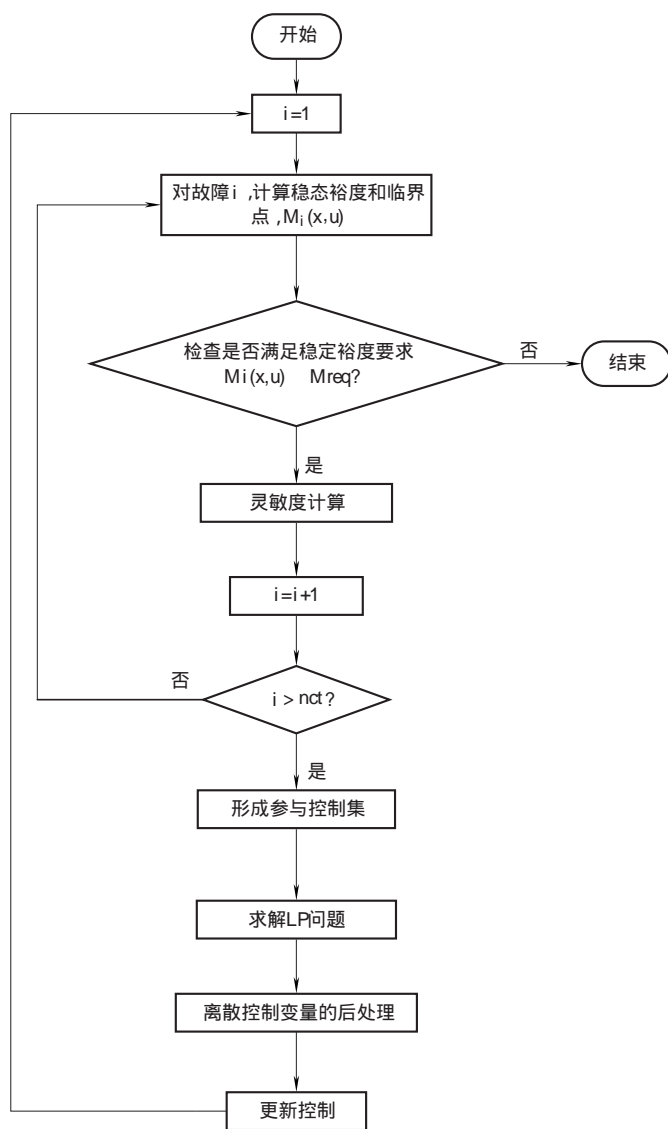 开始
i=1
对故障i ,计算稳态裕度和临界
点 ,Mi(x,u)
检查是否满足稳定裕度要求
Mi(x,u) Mreq?
否
结束
是
灵敏度计算
i=i+1
否
i > nct?
是
形成参与控制集
求解LP问题
离散控制变量的后处理
更新控制